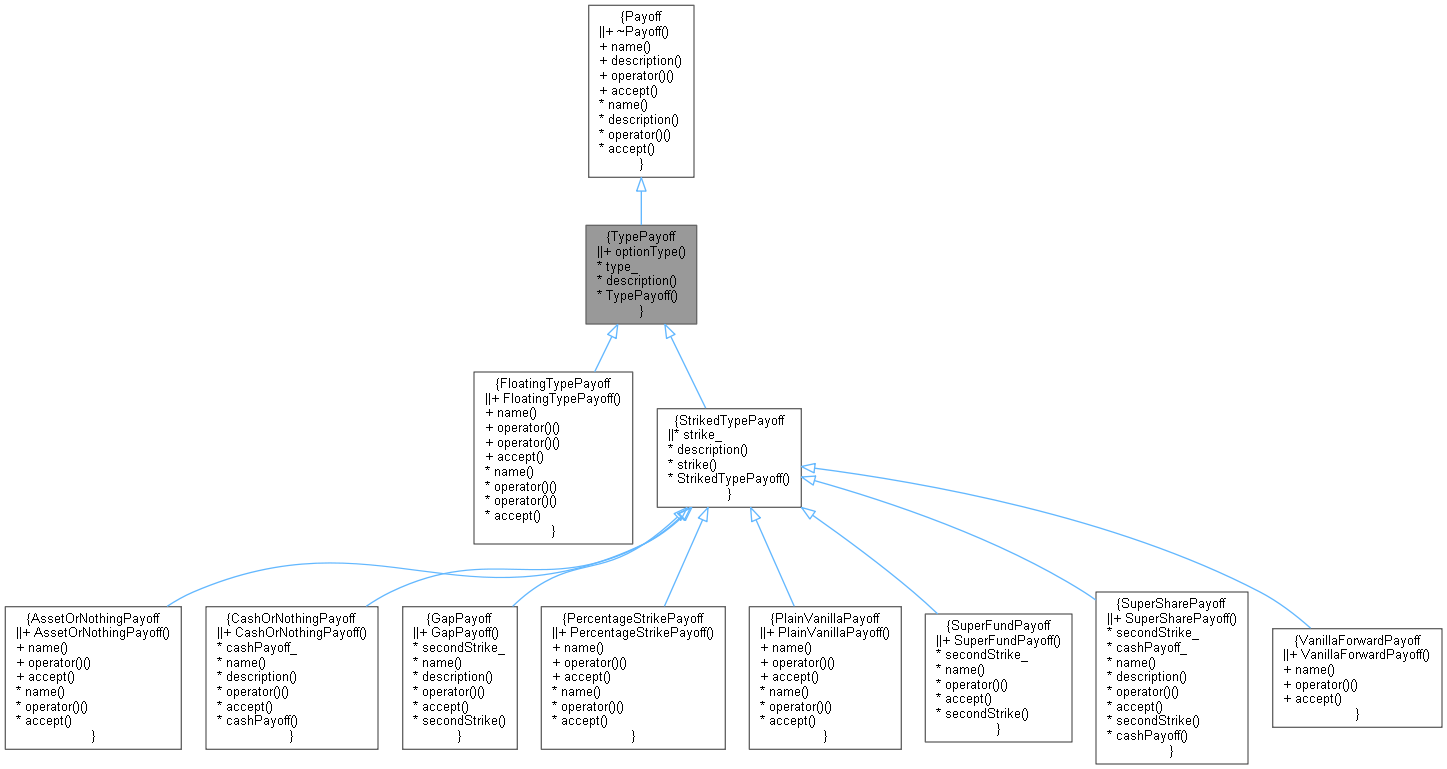 {Payoff
||+ ~Payoff()
+ name()
+ description()
+ operator()()
+ accept()
* name()
* description()
* operator()()
* accept()
}
{TypePayoff
||+ optionType()
* type_
* description()
* TypePayoff()
}
{FloatingTypePayoff
||+ FloatingTypePayoff()
+ name()
+ operator()()
+ operator()()
+ accept()
* name()
* operator()()
* operator()()
* accept()
}
{StrikedTypePayoff
||* strike_
* description()
* strike()
* StrikedTypePayoff()
}
{AssetOrNothingPayoff
||+ AssetOrNothingPayoff()
+ name()
+ operator()()
+ accept()
* name()
* operator()()
* accept()
}
{CashOrNothingPayoff
||+ CashOrNothingPayoff()
* cashPayoff_
* name()
* description()
* operator()()
* accept()
* cashPayoff()
}
{GapPayoff
||+ GapPayoff()
* secondStrike_
* name()
* description()
* operator()()
* accept()
* secondStrike()
}
{PercentageStrikePayoff
||+ PercentageStrikePayoff()
+ name()
+ operator()()
+ accept()
* name()
* operator()()
* accept()
}
{PlainVanillaPayoff
||+ PlainVanillaPayoff()
+ name()
+ operator()()
+ accept()
* name()
* operator()()
* accept()
}
{SuperFundPayoff
||+ SuperFundPayoff()
* secondStrike_
* name()
* operator()()
* accept()
* secondStrike()
}
{SuperSharePayoff
||+ SuperSharePayoff()
* secondStrike_
* cashPayoff_
* name()
* description()
* operator()()
* accept()
* secondStrike()
* cashPayoff()
}
{VanillaForwardPayoff
||+ VanillaForwardPayoff()
+ name()
+ operator()()
+ accept()
}